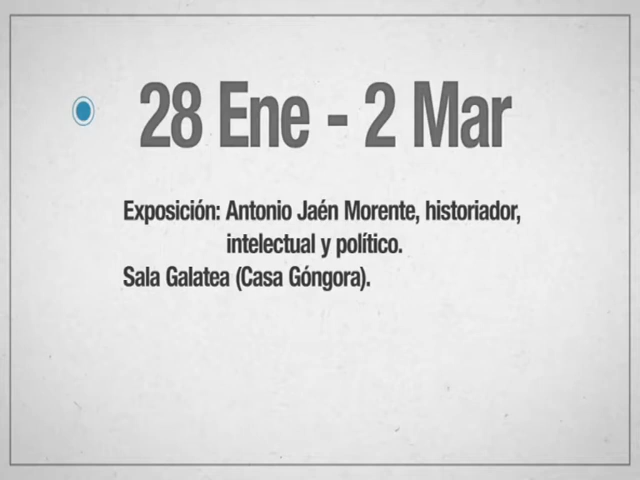 28 Ene - 2 Mar
Exposición: Antonio Jaén Morente, historiador,
intelectual y político.
Sala Galatea (Casa Góngora).